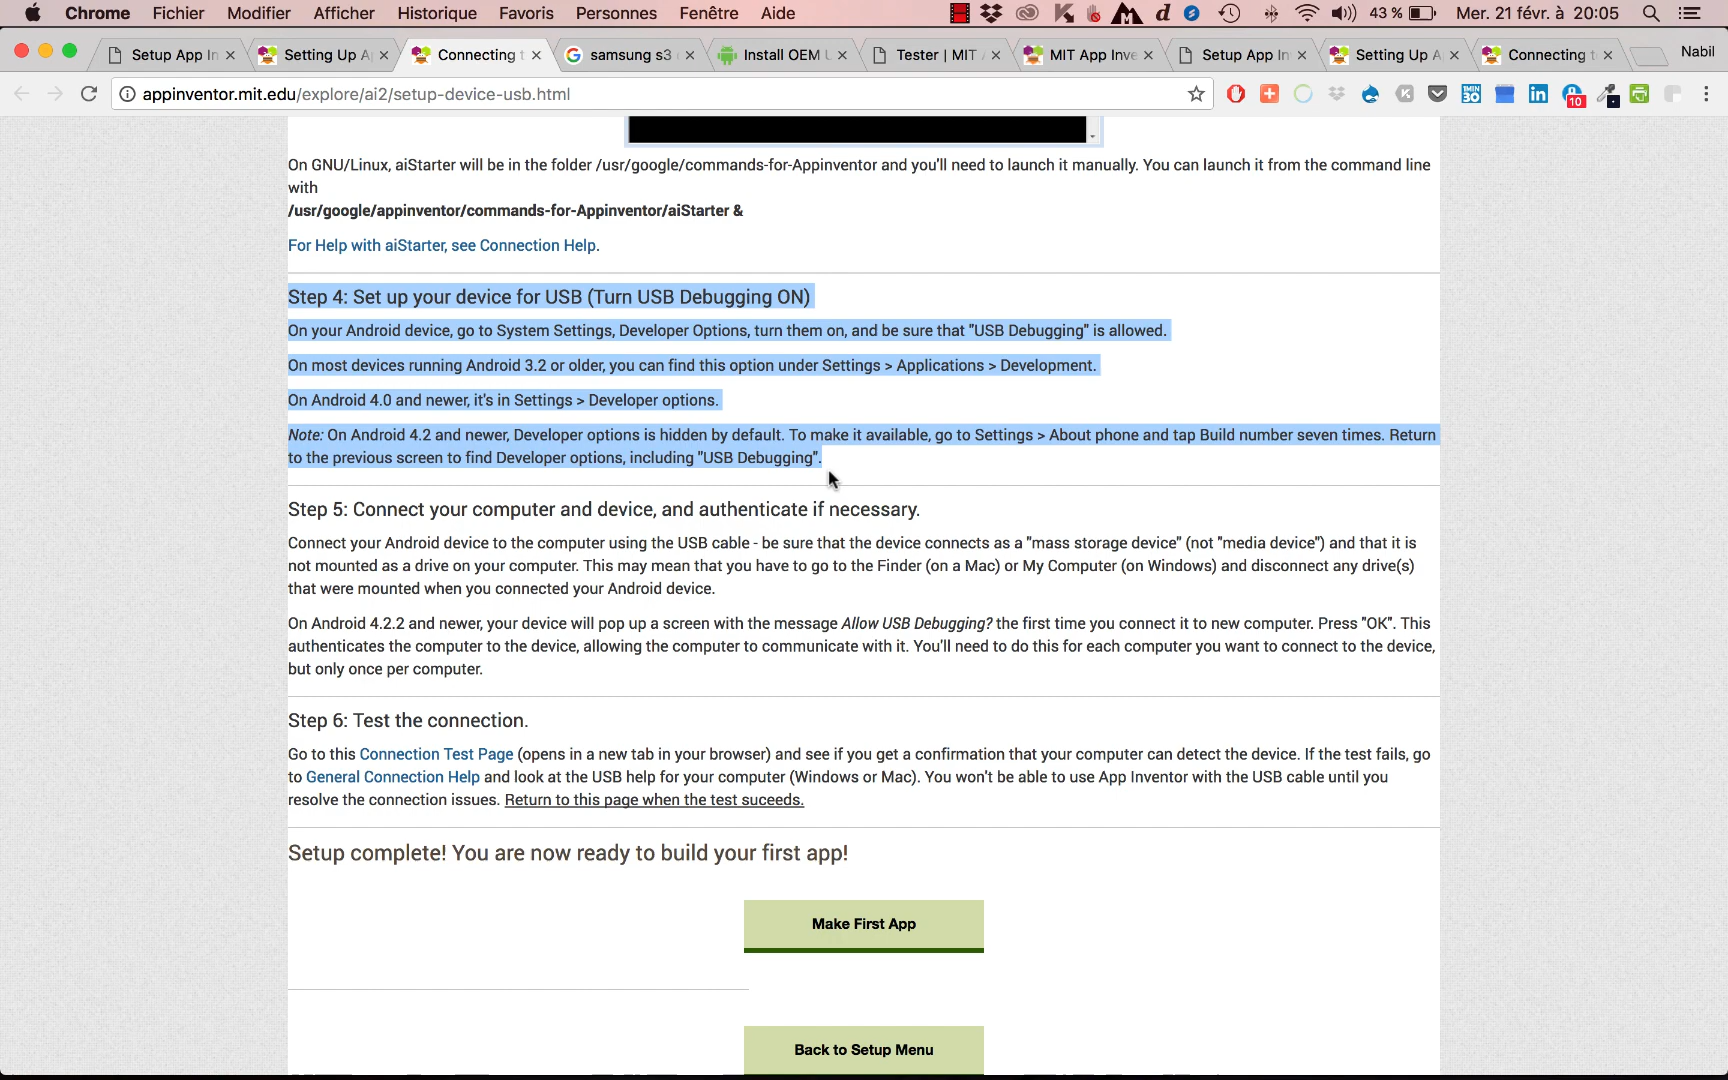 Chrome Fichier Modifier Afficher Historique Favoris Personnes Fenêtre Aide 43 % Mer. 21 févr. à 20:05
Setup App In Setting Up A Connecting t samsung s3 Install OEM U Tester | MIT A MIT App Inve Setup App In Setting Up A Connecting t Nabil
appinventor.mit.edu/explore/ai2/setup-device-usb.html
On GNU/Linux, aiStarter will be in the folder /usr/google/commands-for-Appinventor and you'll need to launch it manually. You can launch it from the command line
with
/usr/google/appinventor/commands-for-Appinventor/aiStarter &
For Help with aiStarter, see Connection Help.
Step 4: Set up your device for USB (Turn USB Debugging ON)
On your Android device, go to System Settings, Developer Options, turn them on, and be sure that "USB Debugging" is allowed.
On most devices running Android 3.2 or older, you can find this option under Settings > Applications > Development.
On Android 4.0 and newer, it's in Settings > Developer options.
Note: On Android 4.2 and newer, Developer options is hidden by default. To make it available, go to Settings > About phone and tap Build number seven times. Return
to the previous screen to find Developer options, including "USB Debugging".
Step 5: Connect your computer and device, and authenticate if necessary.
Connect your Android device to the computer using the USB cable - be sure that the device connects as a "mass storage device" (not "media device") and that it is
not mounted as a drive on your computer. This may mean that you have to go to the Finder (on a Mac) or My Computer (on Windows) and disconnect any drive(s)
that were mounted when you connected your Android device.
On Android 4.2.2 and newer, your device will pop up a screen with the message Allow USB Debugging? the first time you connect it to new computer. Press "OK". This
authenticates the computer to the device, allowing the computer to communicate with it. You'll need to do this for each computer you want to connect to the device,
but only once per computer.
Step 6: Test the connection.
Go to this Connection Test Page (opens in a new tab in your browser) and see if you get a confirmation that your computer can detect the device. If the test fails, go
to General Connection Help and look at the USB help for your computer (Windows or Mac). You won't be able to use App Inventor with the USB cable until you
resolve the connection issues. Return to this page when the test suceeds.
Setup complete! You are now ready to build your first app!
Make First App
Back to Setup Menu